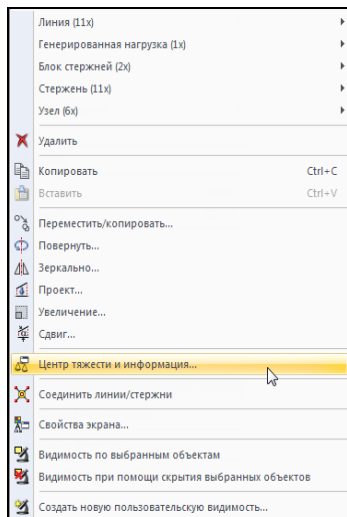 Линия (11x)
Генерированная нагрузка (1x)
Блок стержней (2x)
Стержень (11x)
Узел (6x)
Удалить
Копировать Ctrl+C
Вставить Ctrl+V
Переместить/копировать...
Повернуть...
Зеркально...
Проект...
Увеличение...
Сдвиг...
Центр тяжести и информация...
Соединить линии/стержни
Свойства экрана...
Видимость по выбранным объектам
Видимость при помощи скрытия выбранных объектов
Создать новую пользовательскую видимость...